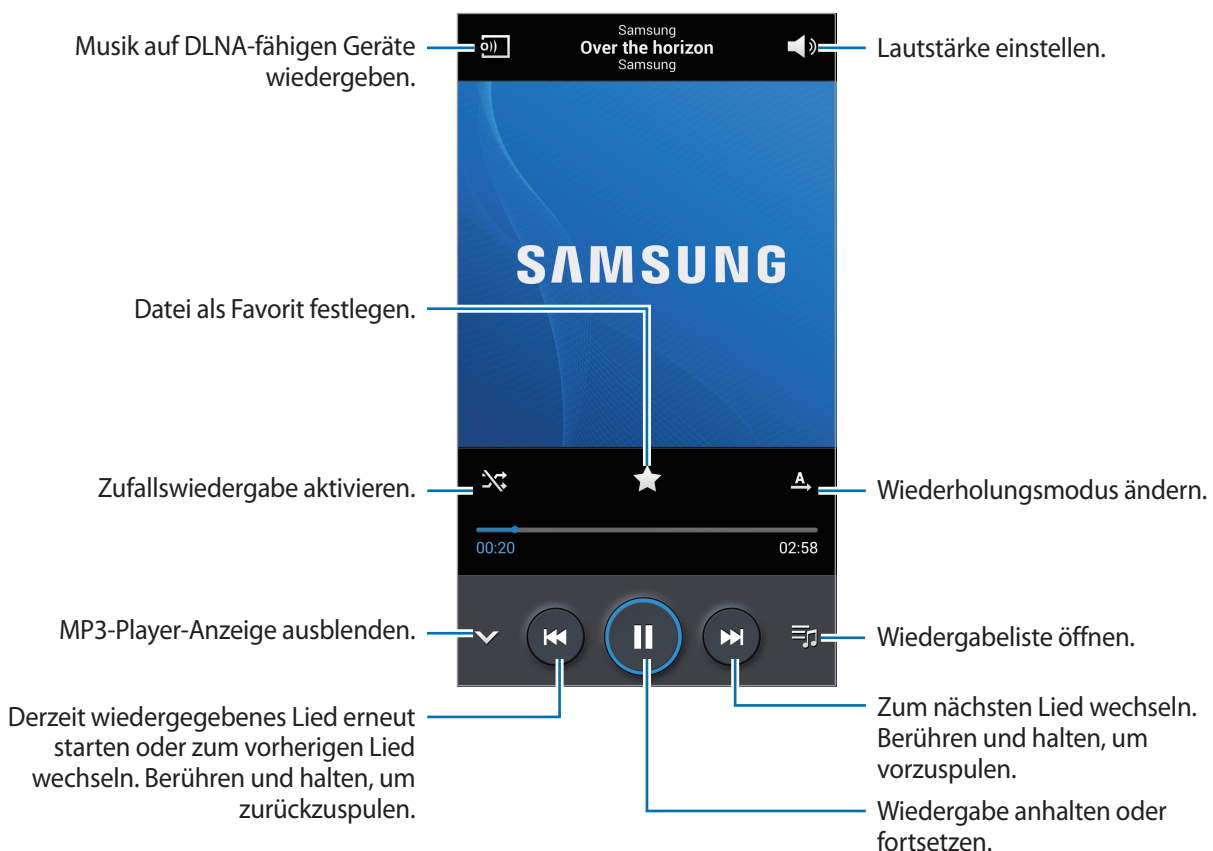 Musik auf DLNA-fähigen Geräte
wiedergeben.
Samsung
Over the horizon
Samsung
Lautstärke einstellen.
SAMSUNG
Datei als Favorit festlegen.
Zufallswiedergabe aktivieren.
A
Wiederholungsmodus ändern.
00:20
02:58
MP3-Player-Anzeige ausblenden.
Wiedergabeliste öffnen.
Derzeit wiedergegebenes Lied erneut
starten oder zum vorherigen Lied
wechseln. Berühren und halten, um
zurückzuspulen.
Zum nächsten Lied wechseln.
Berühren und halten, um
vorzuspulen.
Wiedergabe anhalten oder
fortsetzen.